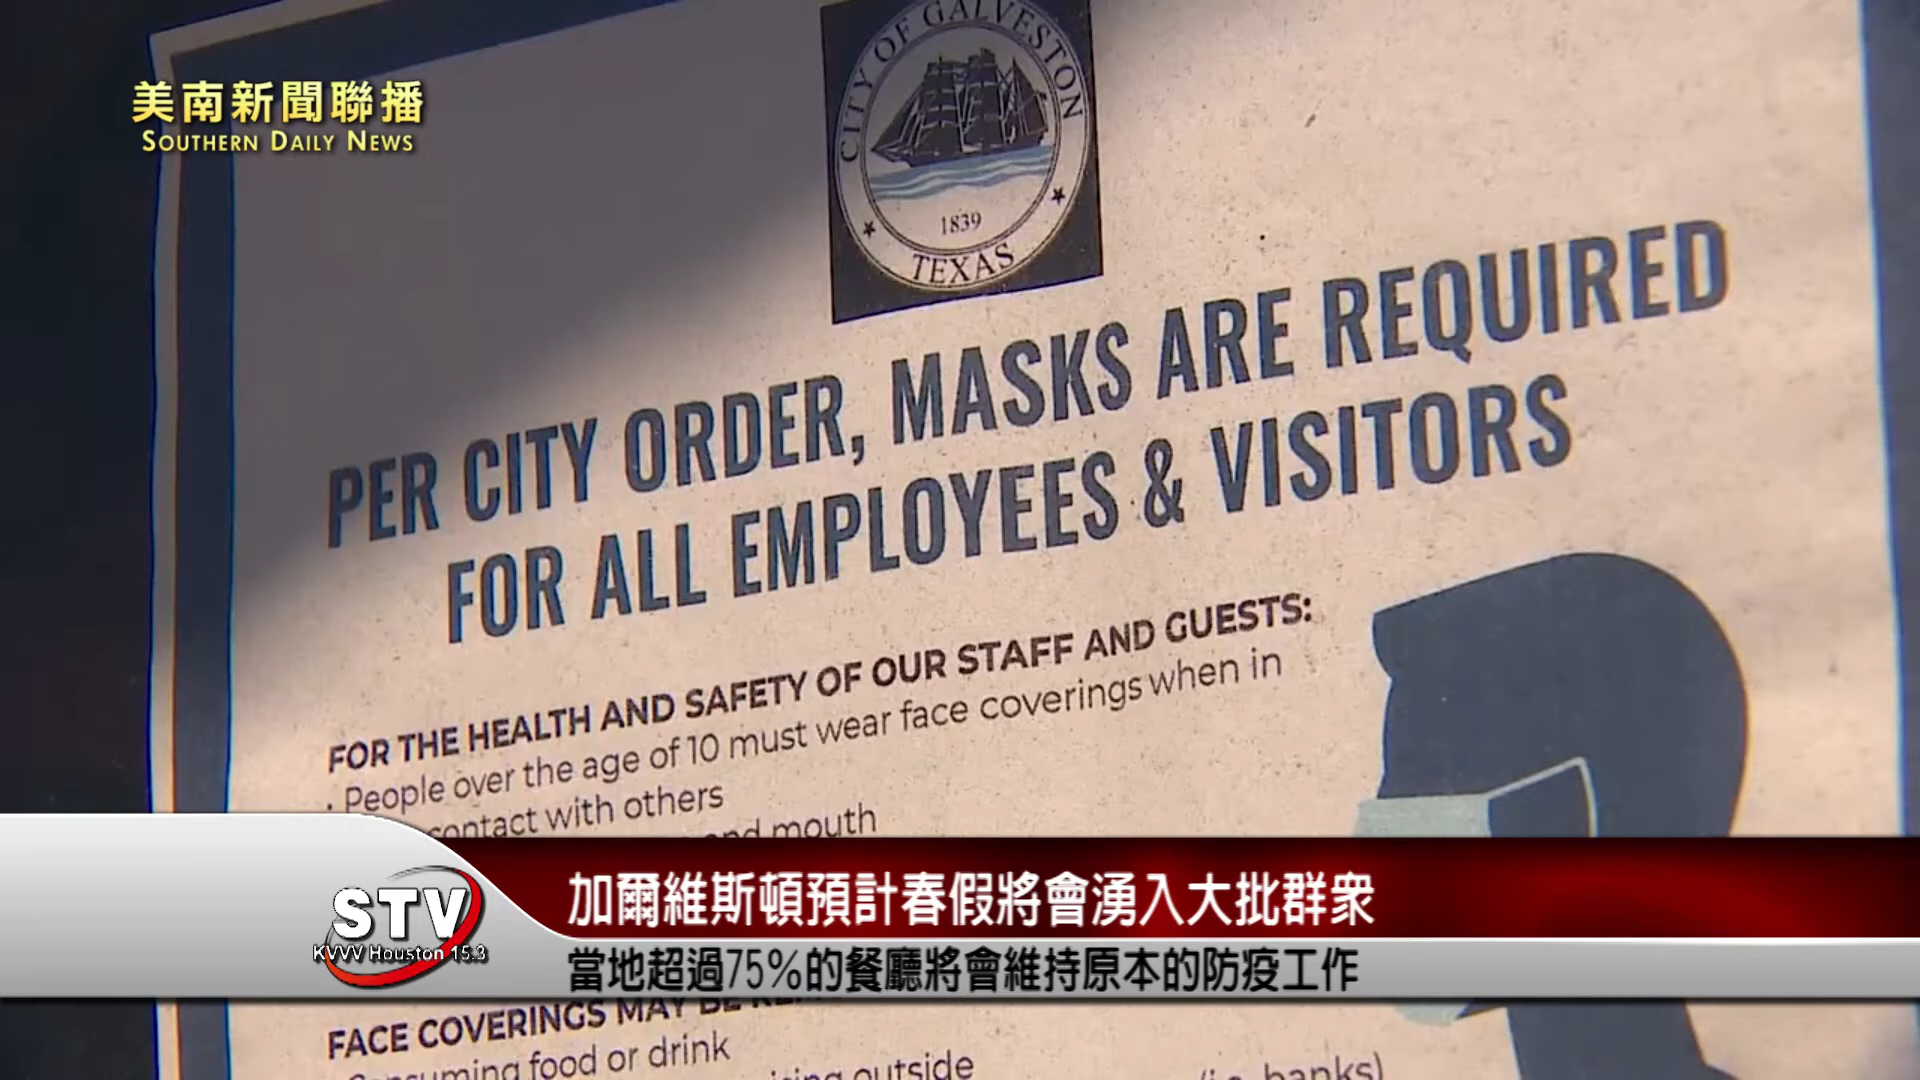 美南新聞聯播
SOUTHERN DAILY NEWS
CITY OF GALVESTON
1839
TEXAS
PER CITY ORDER, MASKS ARE REQUIRED
FOR ALL EMPLOYEES & VISITORS
FOR THE HEALTH AND SAFETY OF OUR STAFF AND GUESTS:
· People over the age of 10 must wear face coverings when in
contact with others
and mouth
加爾維斯頓預計春假將會湧入大批群衆
STV
KVVV Houston 15.3
當地超過75%的餐廳將會維持原本的防疫工作
FACE COVERINGS MAY BE
food or drink
outside
(i.e. banks)